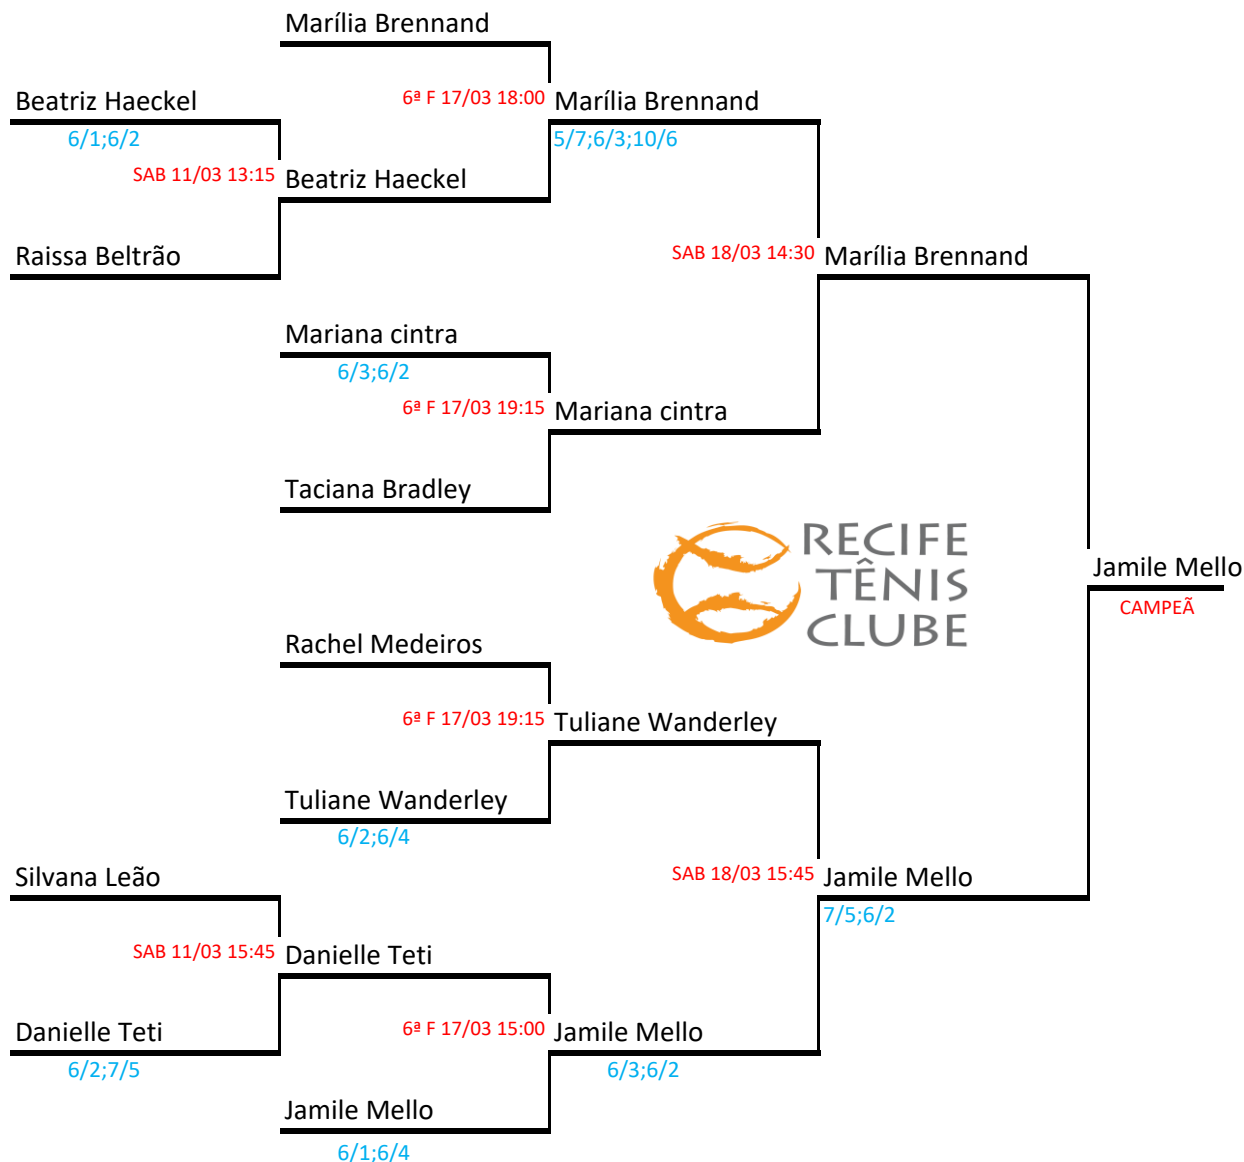 Marília Brennand
Beatriz Haeckel
6ª F 17/03 18:00
Marília Brennand
6/1;6/2
5/7;6/3;10/6
SAB 11/03 13:15
Beatriz Haeckel
Raissa Beltrão
SAB 18/03 14:30
Marília Brennand
Mariana cintra
6/3;6/2
6ª F 17/03 19:15
Mariana cintra
Taciana Bradley
RECIFE
TÊNIS
CLUBE
Jamile Mello
CAMPEÃ
Rachel Medeiros
6ª F 17/03 19:15
Tuliane Wanderley
Tuliane Wanderley
6/2;6/4
Silvana Leão
SAB 18/03 15:45
Jamile Mello
7/5;6/2
SAB 11/03 15:45
Danielle Teti
Danielle Teti
6ª F 17/03 15:00
Jamile Mello
6/2;7/5
6/3;6/2
Jamile Mello
6/1;6/4